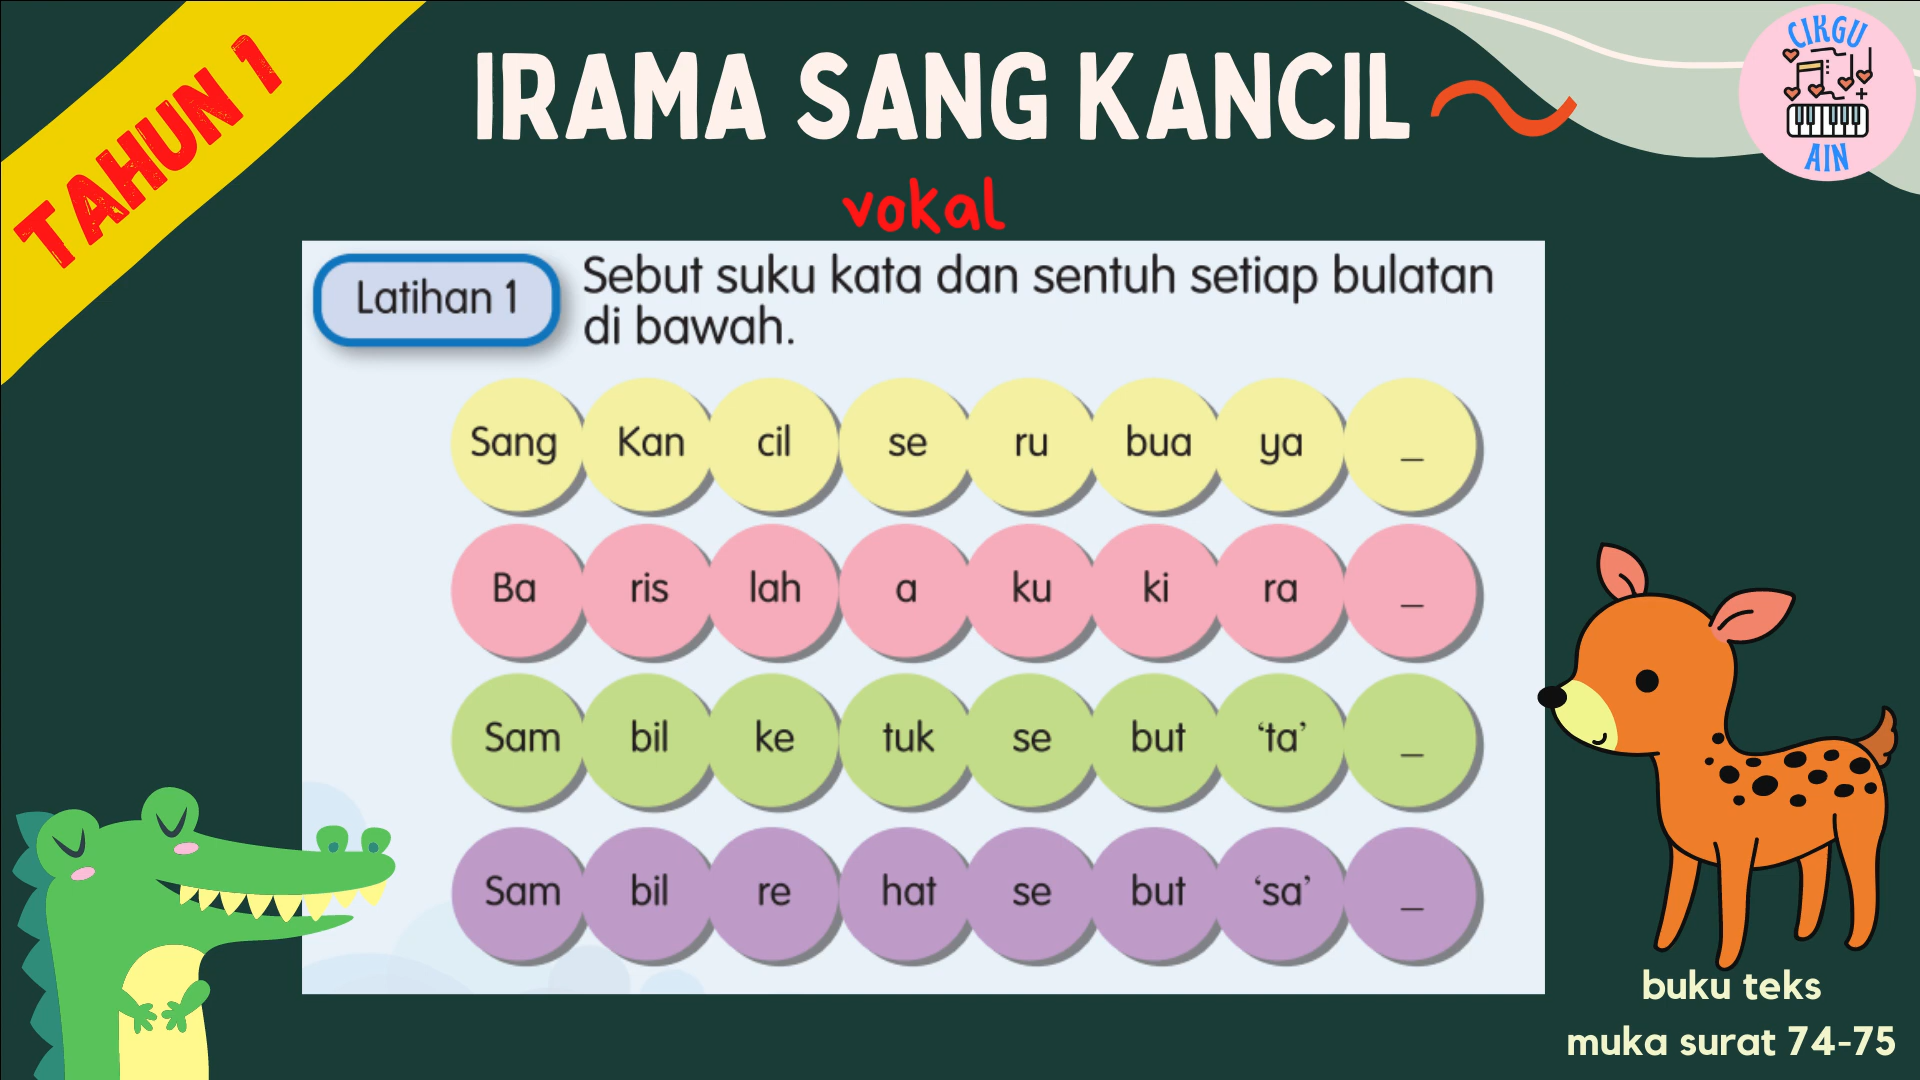 TAHUN 1
IRAMA SANG KANCIL
CIKGU
AIN
vokal
Latihan 1
Sebut suku kata dan sentuh setiap bulatan
di bawah.
Sang Kan cil se ru bua ya _
Ba ris lah a ku ki ra _
Sam bil ke tuk se but ‘ta’ _
Sam bil re hat se but ‘sa’ _
buku teks
muka surat 74-75